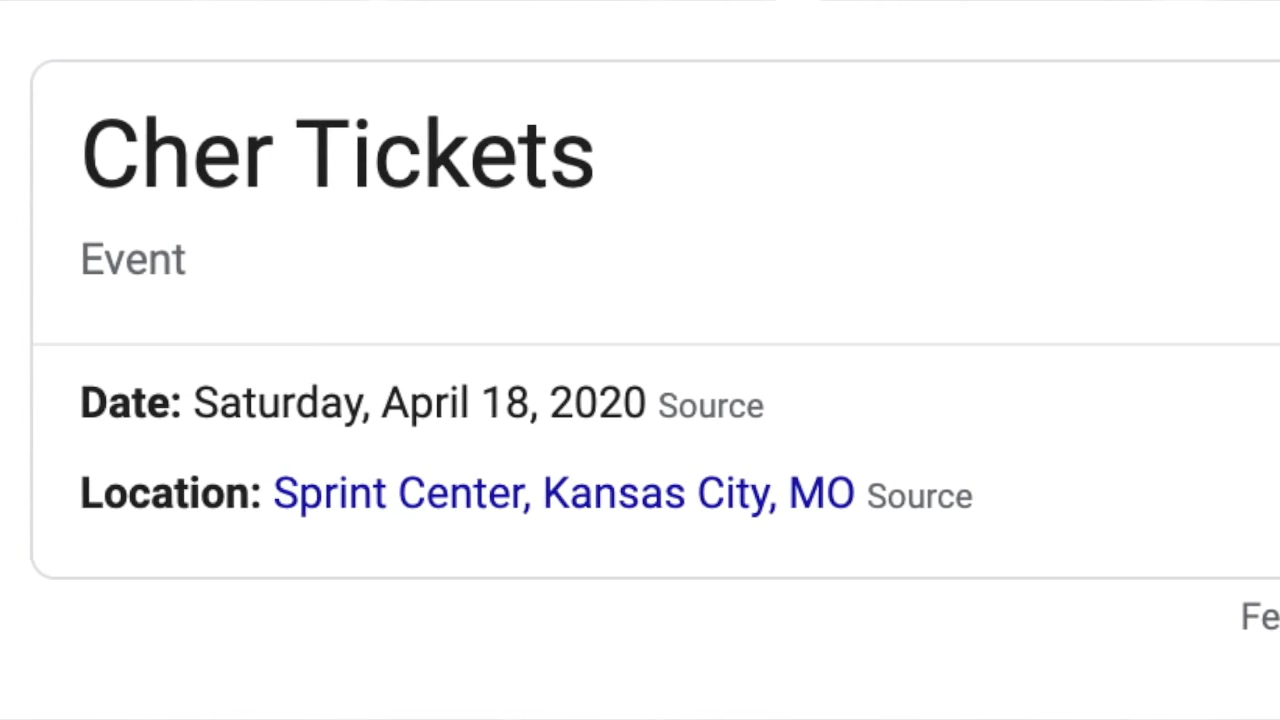 Cher Tickets
Event
Date: Saturday, April 18, 2020 Source
Location: Sprint Center, Kansas City, MO Source